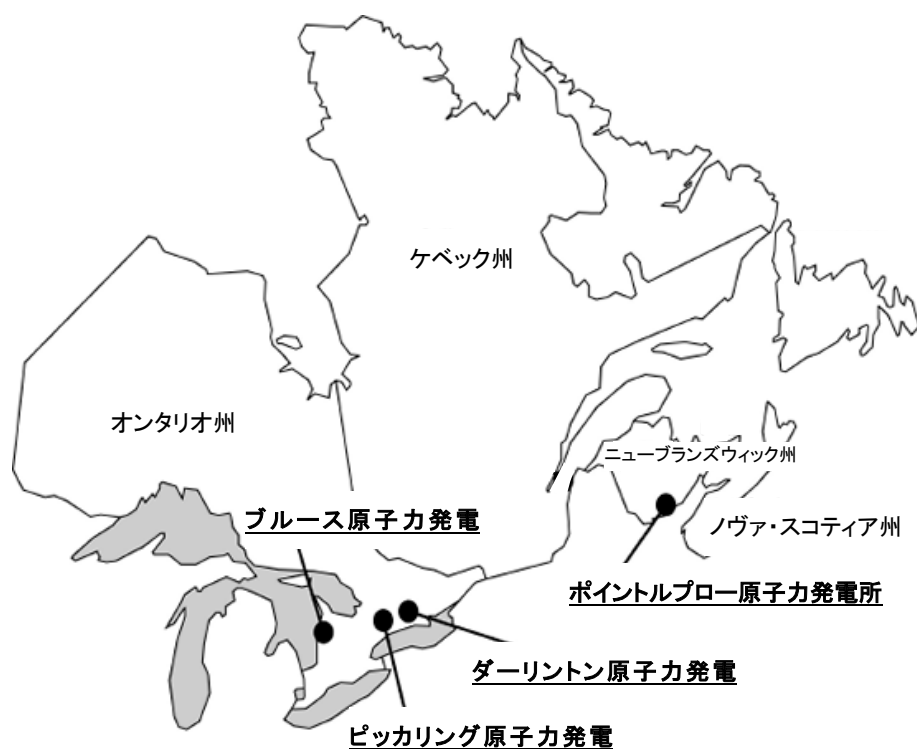 ケベック州
オンタリオ州
ニューブランズウィック州
ブルース原子力発電
ノヴァ・スコティア州
ポイントルプロー原子力発電所
ダーリントン原子力発電
ピッカリング原子力発電